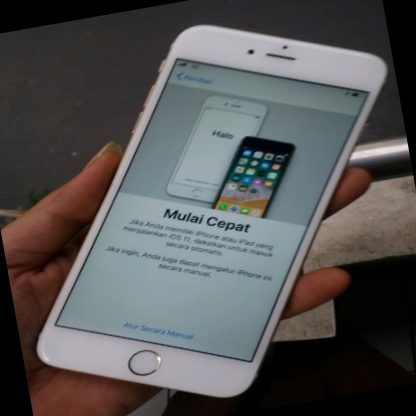 Kembali
Halo
Mulai Cepat
Jika Anda memiliki iPhone atau iPad yang
menjalankan iOS 11, dekatkan untuk masuk
secara otomatis.
Jika ingin, Anda juga dapat mengatur iPhone ini
secara manual.
Atur Secara Manual